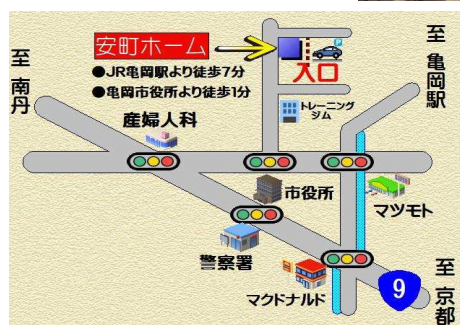 安町ホーム
●JR亀岡駅より徒歩7分
●亀岡市役所より徒歩1分
P
入口
至亀岡駅
至南丹
トレーニング
ジム
産婦人科
市役所
マツモト
警察署
マクドナルド
9
至京都